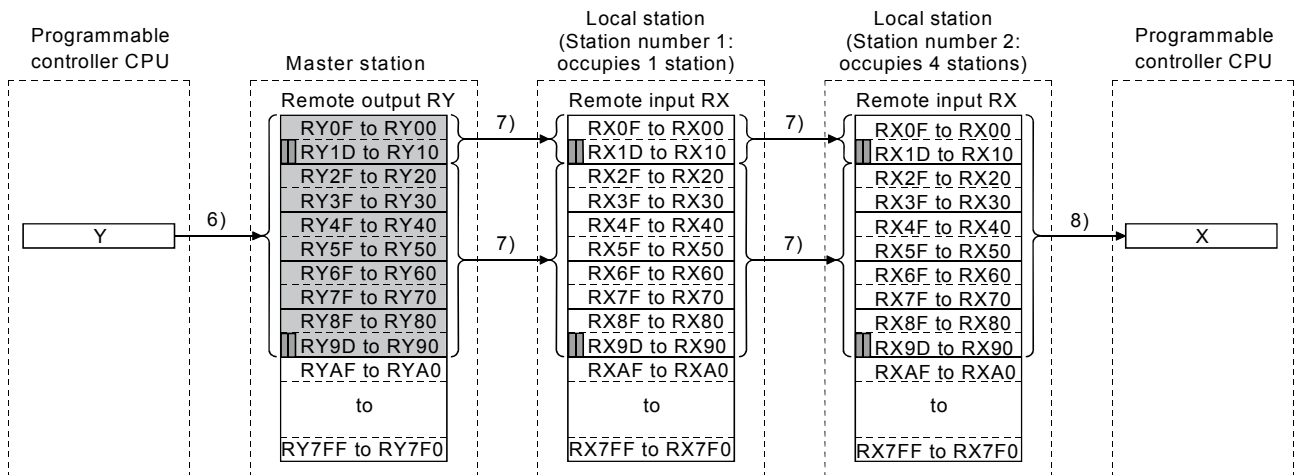 Programmable
controller CPU
Master station
Local station
(Station number 1:
occupies 1 station)
Local station
(Station number 2:
occupies 4 stations)
Programmable
controller CPU
Remote output RY
Remote input RX
Remote input RX
RY0F to RY00
RY1D to RY10
RY2F to RY20
RY3F to RY30
RY4F to RY40
RY5F to RY50
RY6F to RY60
RY7F to RY70
RY8F to RY80
RY9D to RY90
RYAF to RYA0
to
RY7FF to RY7F0
RX0F to RX00
RX1D to RX10
RX2F to RX20
RX3F to RX30
RX4F to RX40
RX5F to RX50
RX6F to RX60
RX7F to RX70
RX8F to RX80
RX9D to RX90
RXAF to RXA0
to
RX7FF to RX7F0
RX0F to RX00
RX1D to RX10
RX2F to RX20
RX3F to RX30
RX4F to RX40
RX5F to RX50
RX6F to RX60
RX7F to RX70
RX8F to RX80
RX9D to RX90
RXAF to RXA0
to
RX7FF to RX7F0
Y
6)
7)
7)
7)
7)
8)
X